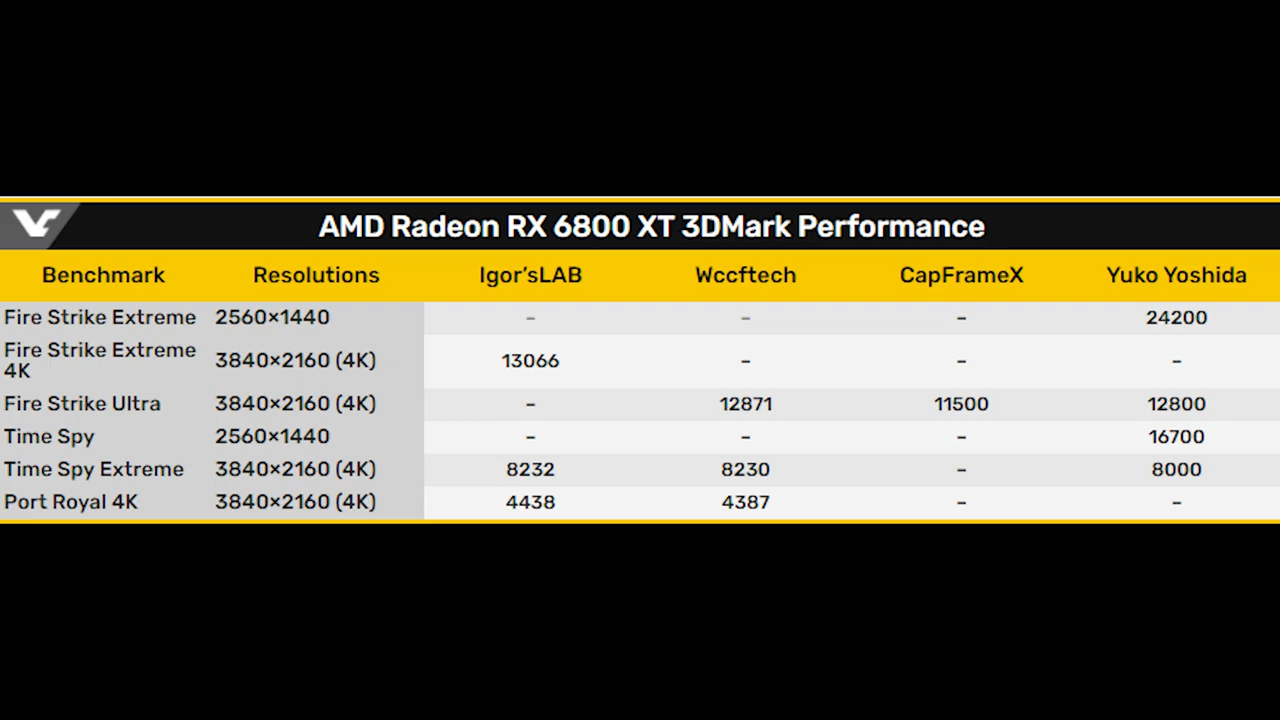 AMD Radeon RX 6800 XT 3DMark Performance
Benchmark Resolutions Igor'sLAB Wccftech CapFrameX Yuko Yoshida
Fire Strike Extreme 2560×1440 – – – 24200
Fire Strike Extreme
4K 3840×2160 (4K) 13066 – – –
Fire Strike Ultra 3840×2160 (4K) – 12871 11500 12800
Time Spy 2560×1440 – – – 16700
Time Spy Extreme 3840×2160 (4K) 8232 8230 – 8000
Port Royal 4K 3840×2160 (4K) 4438 4387 – –